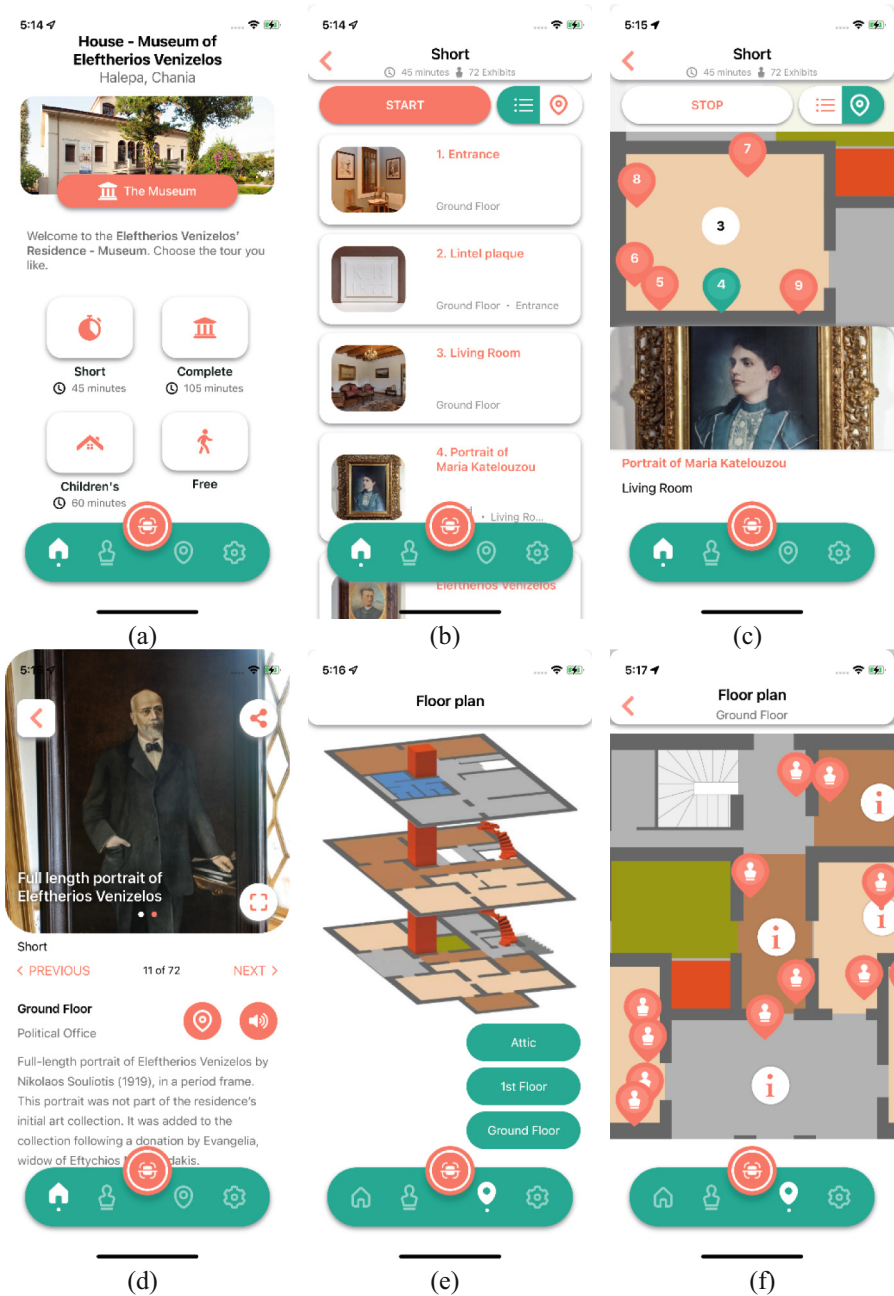 5:14
House - Museum of
Eleftherios Venizelos
Halepa, Chania
The Museum
Welcome to the Eleftherios Venizelos'
Residence - Museum. Choose the tour you
like.
Short
45 minutes
Complete
105 minutes
Children's
60 minutes
Free
(a)
5:14
Short
45 minutes 72 Exhibits
START
1. Entrance
Ground Floor
2. Lintel plaque
Ground Floor • Entrance
3. Living Room
Ground Floor
4. Portrait of
Maria Katelouzou
• Living Ro...
Eleftherios Venizelos
(b)
5:15
Short
45 minutes 72 Exhibits
STOP
7
8
3
6
5
4
9
Portrait of Maria Katelouzou
Living Room
(c)
Full length portrait of
Eleftherios Venizelos
Short
< PREVIOUS 11 of 72 NEXT >
Ground Floor
Political Office
Full-length portrait of Eleftherios Venizelos by
Nikolaos Souliotis (1919), in a period frame.
This portrait was not part of the residence's
initial art collection. It was added to the
collection following a donation by Evangelia,
widow of Eftychios
(d)
5:16
Floor plan
Attic
1st Floor
Ground Floor
(e)
5:17
Floor plan
Ground Floor
i
i
i
i
(f)